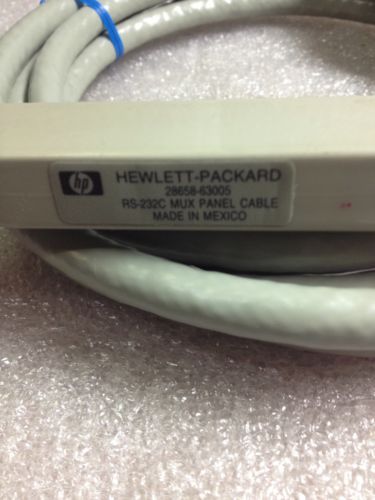 hp
HEWLETT-PACKARD
28658-63005
RS-232C MUX PANEL CABLE
MADE IN MEXICO